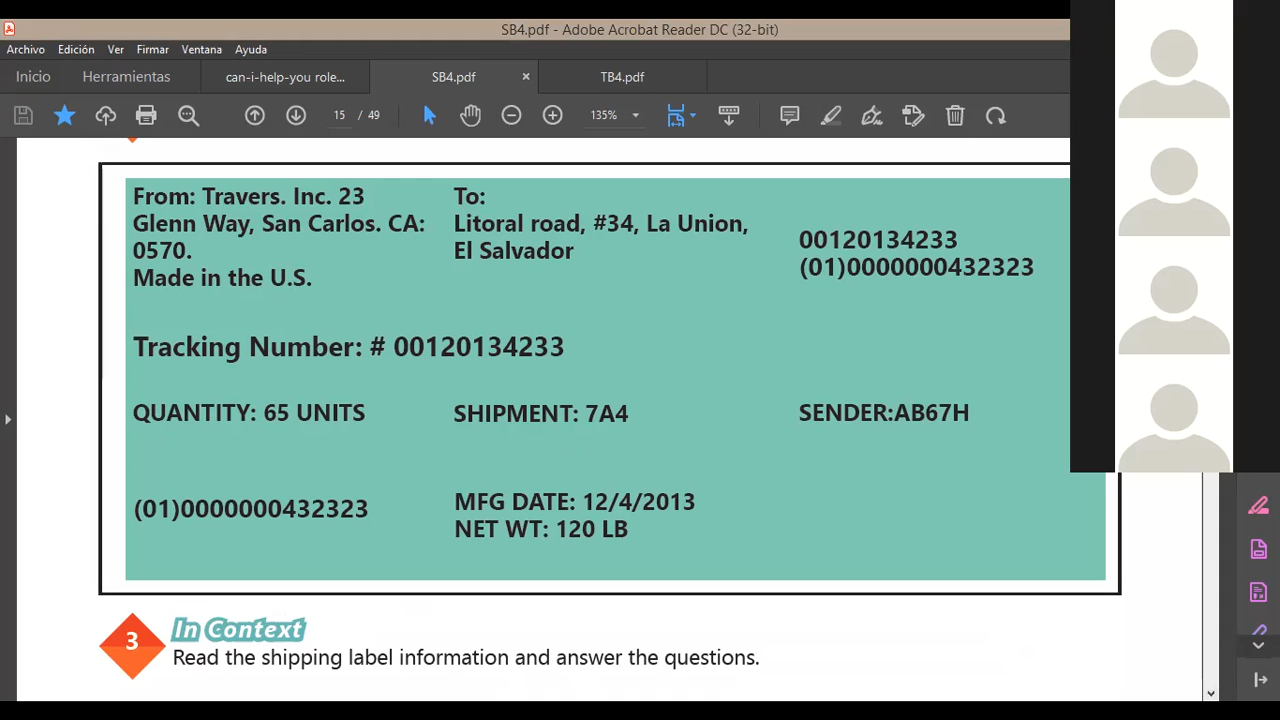 SB4.pdf - Adobe Acrobat Reader DC (32-bit)
Archivo Edición Ver Firmar Ventana Ayuda
Inicio Herramientas can-i-help-you role... SB4.pdf × TB4.pdf
15 / 49 135%
From: Travers. Inc. 23
Glenn Way, San Carlos. CA:
0570.
Made in the U.S.
To:
Litoral road, #34, La Union,
El Salvador
00120134233
(01)0000000432323
Tracking Number: # 00120134233
QUANTITY: 65 UNITS SHIPMENT: 7A4 SENDER:AB67H
(01)0000000432323
MFG DATE: 12/4/2013
NET WT: 120 LB
3 In Context
Read the shipping label information and answer the questions.